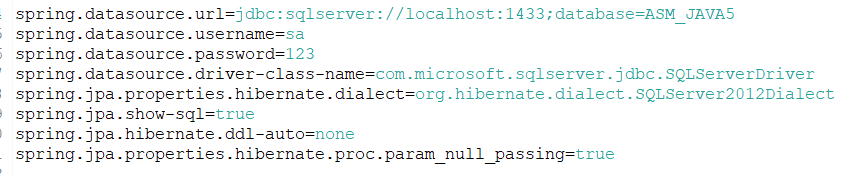 spring.datasource.url=jdbc:sqlserver://localhost:1433;database=ASM_JAVA5
spring.datasource.username=sa
spring.datasource.password=123
spring.datasource.driver-class-name=com.microsoft.sqlserver.jdbc.SQLServerDriver
spring.jpa.properties.hibernate.dialect=org.hibernate.dialect.SQLServer2012Dialect
spring.jpa.show-sql=true
spring.jpa.hibernate.ddl-auto=none
spring.jpa.properties.hibernate.proc.param_null_passing=true